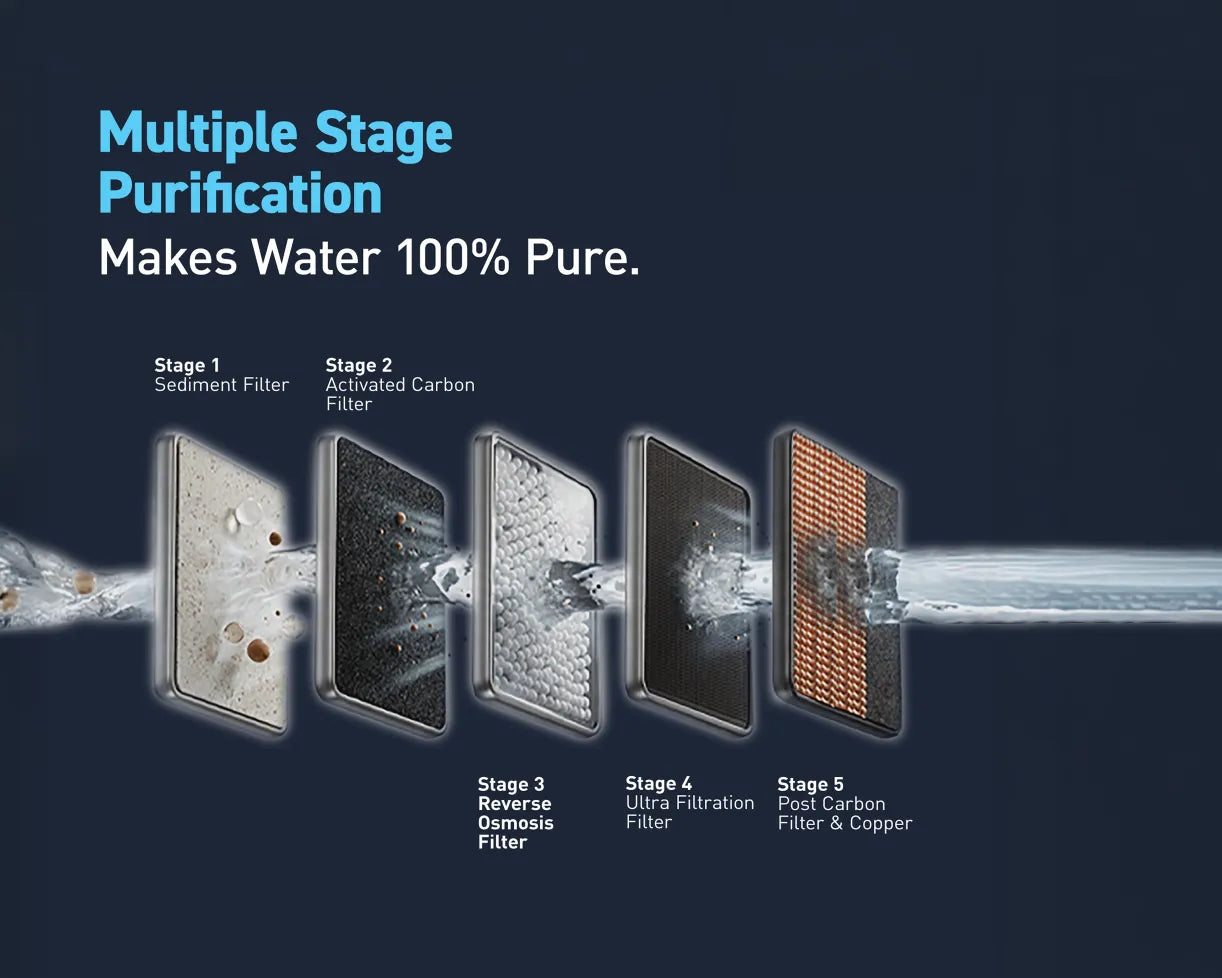 Multiple Stage
Purification
Makes Water 100% Pure.
Stage 1
Sediment Filter
Stage 2
Activated Carbon
Filter
Stage 3
Reverse
Osmosis
Filter
Stage 4
Ultra Filtration
Filter
Stage 5
Post Carbon
Filter & Copper